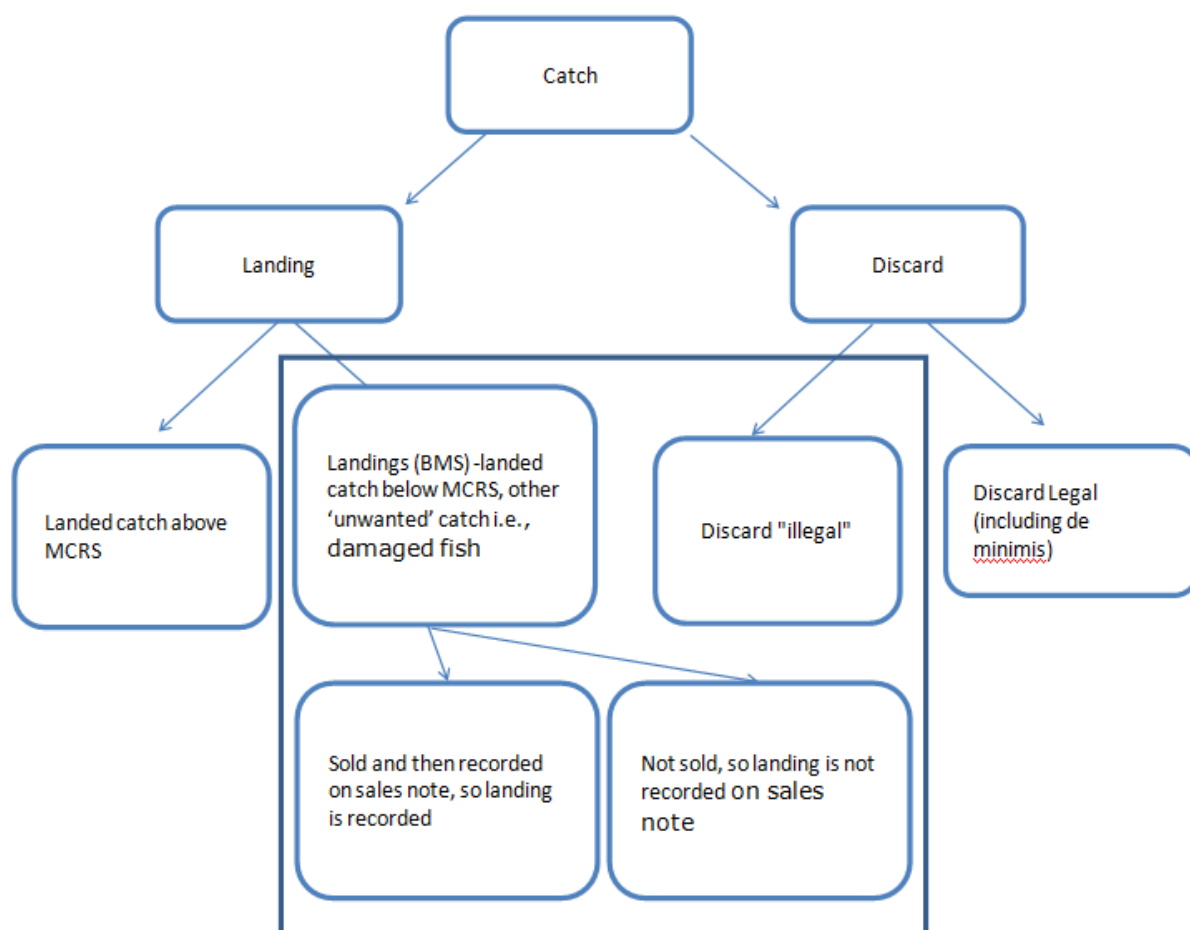 Catch
Landing
Discard
Landed catch above
MCRS
Landings (BMS) -landed
catch below MCRS, other
‘unwanted’ catch i.e.,
damaged fish
Discard "illegal"
Discard Legal
(including de
minimis)
Sold and then recorded
on sales note, so landing
is recorded
Not sold, so landing is not
recorded on sales
note